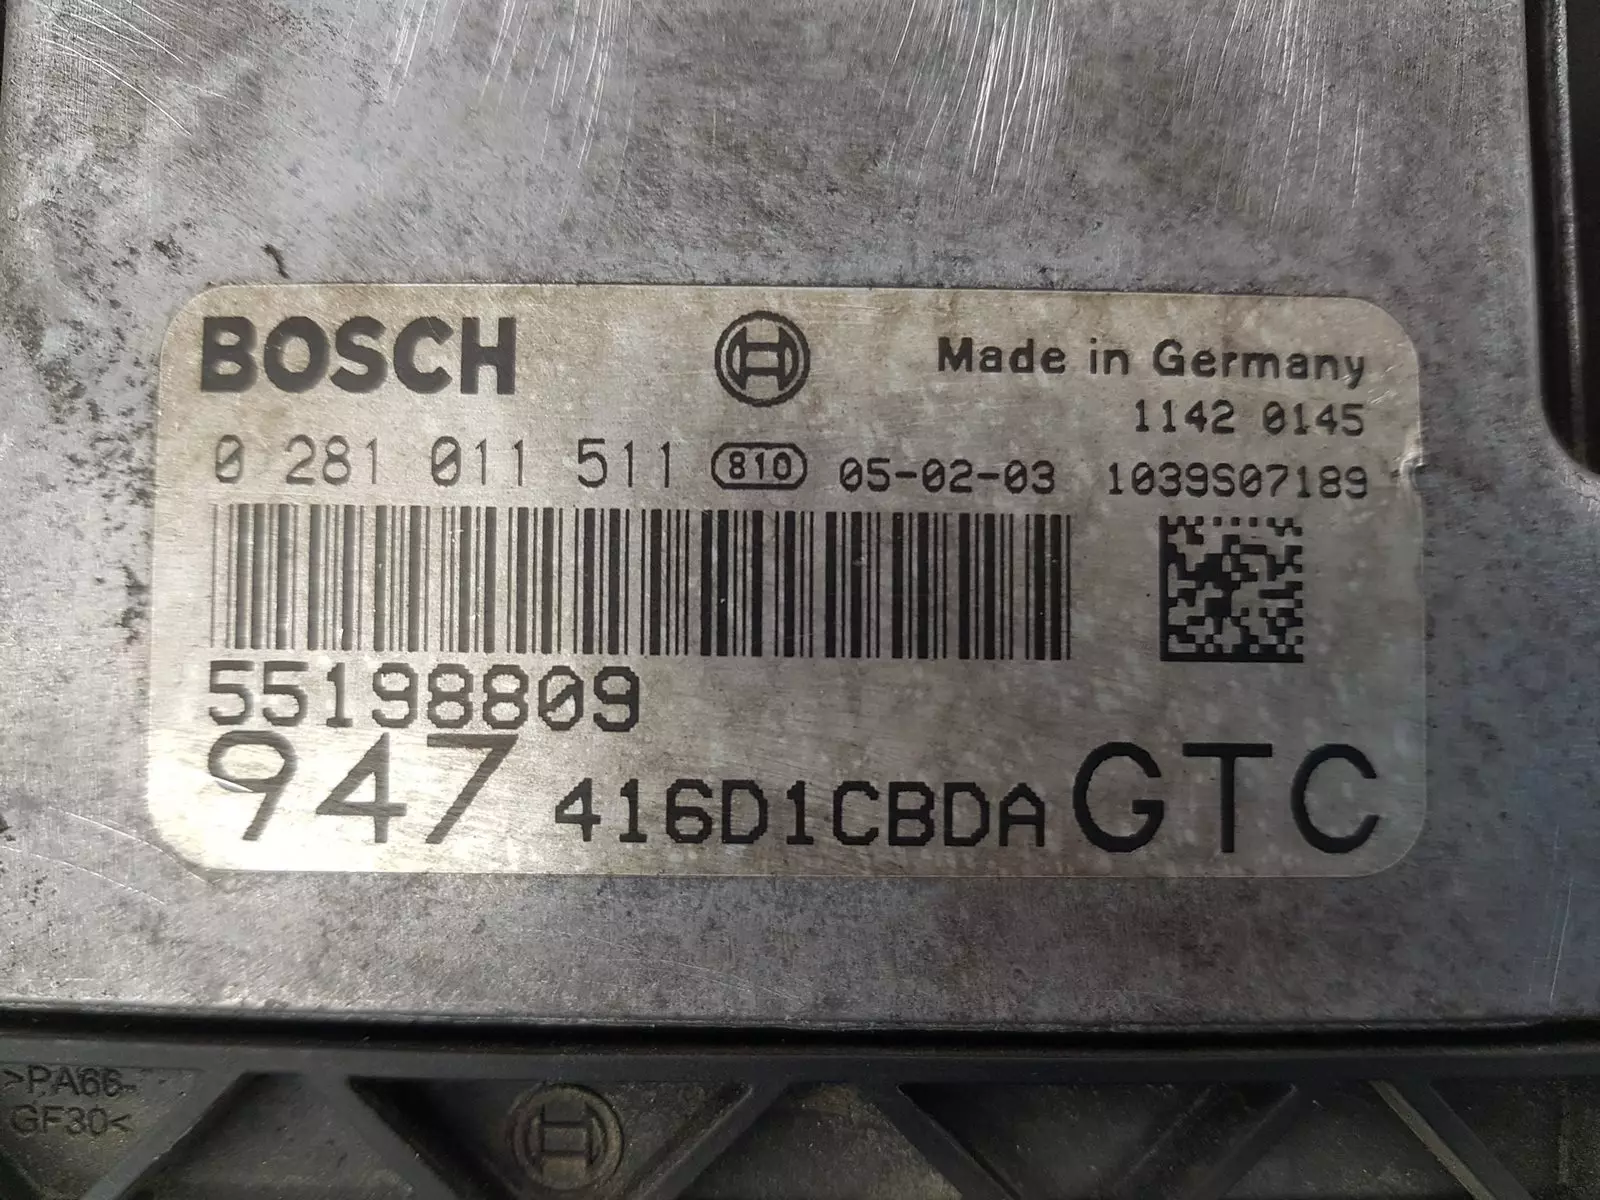 BOSCH
Made in Germany
1142 0145
0 281 011 511 810 05-02-03 1039S07189
55198809
947 416D1CBDA GTC
>PA66-
GF30<